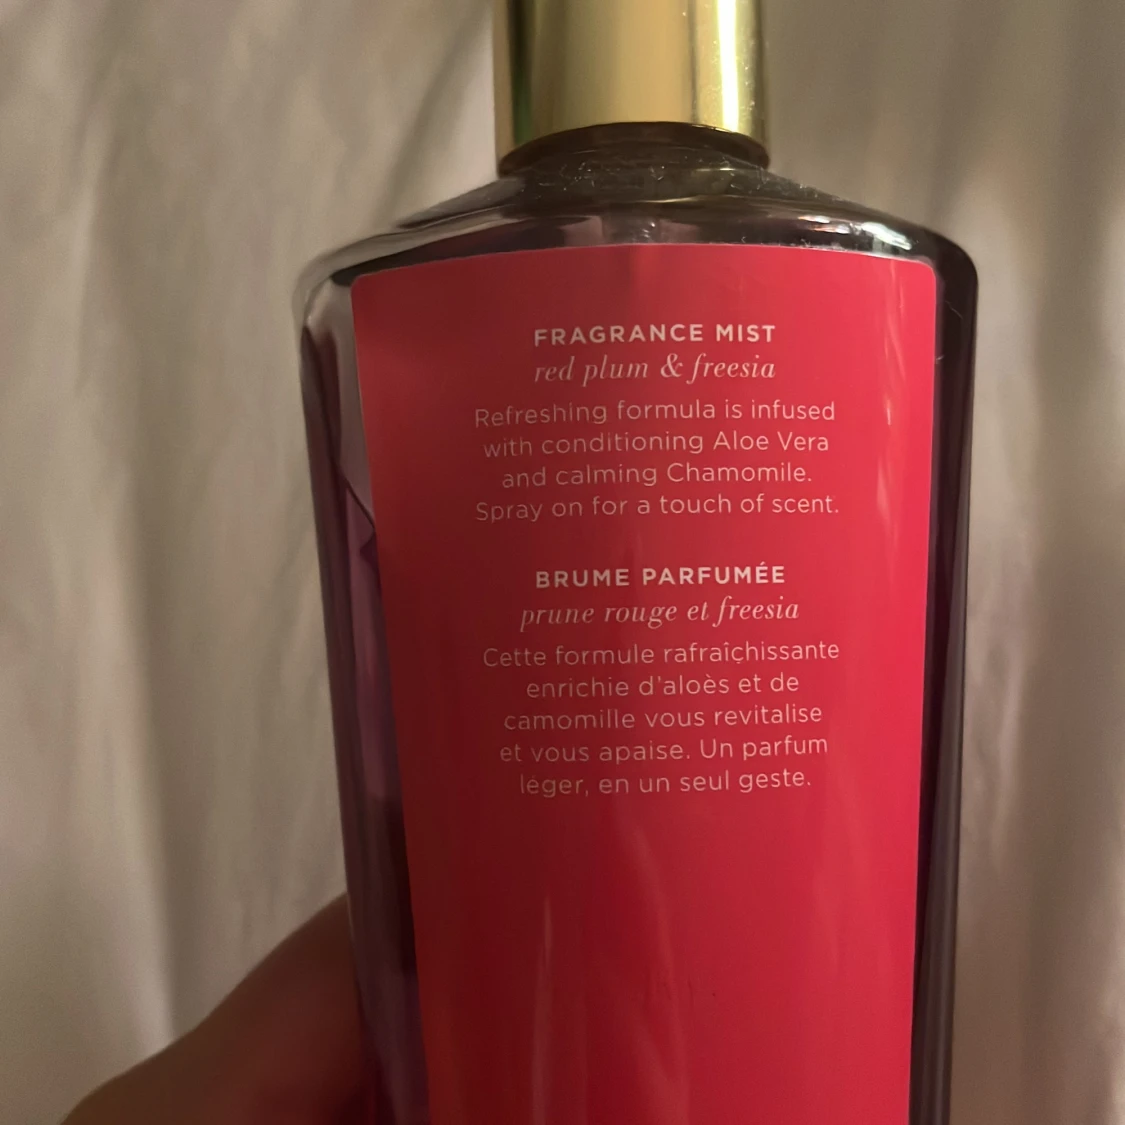 FRAGRANCE MIST
red plum & freesia
Refreshing formula is infused
with conditioning Aloe Vera
and calming Chamomile.
Spray on for a touch of scent.
BRUME PARFUMÉE
prune rouge et freesia
Cette formule rafraîçhissante
enrichie d'aloès et de
camomille vous revitalise
et vous apaise. Un parfum
léger, en un seul geste.